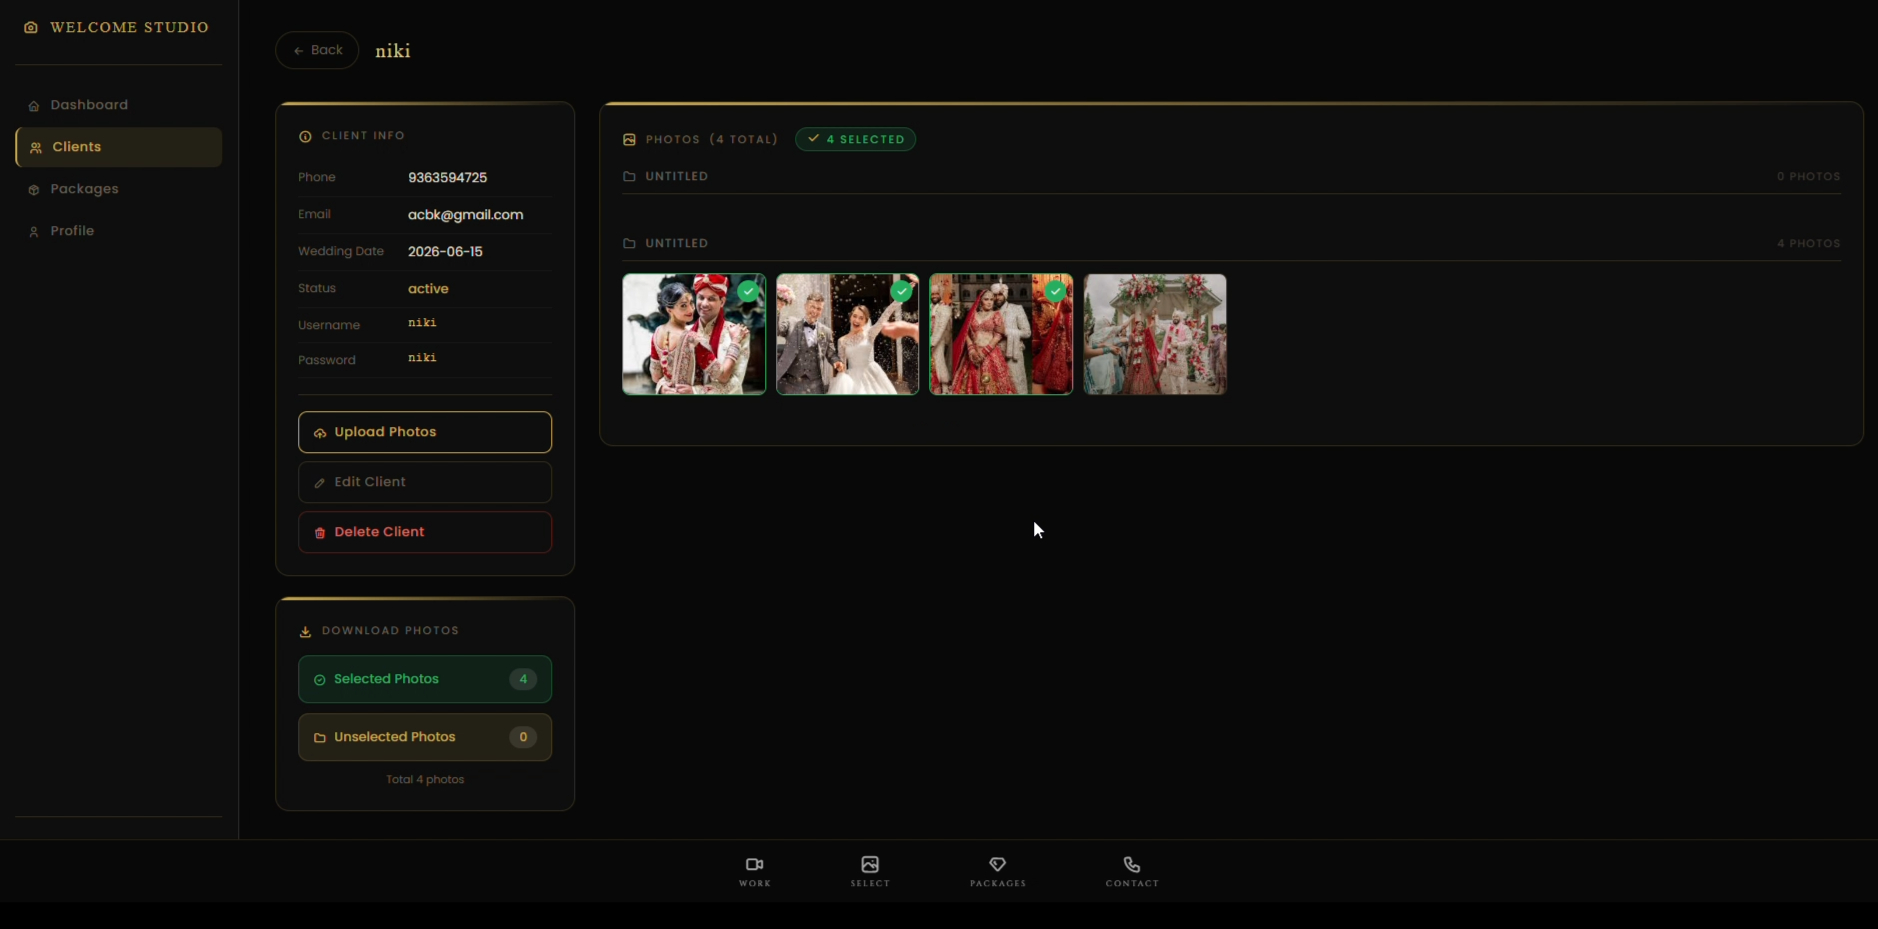 WELCOME STUDIO
Dashboard
Clients
Packages
Profile
← Back
niki
CLIENT INFO
Phone 9363594725
Email acbk@gmail.com
Wedding Date 2026-06-15
Status active
Username niki
Password niki
Upload Photos
Edit Client
Delete Client
DOWNLOAD PHOTOS
Selected Photos 4
Unselected Photos 0
Total 4 photos
PHOTOS (4 TOTAL) ✓ 4 SELECTED
UNTITLED 0 PHOTOS
UNTITLED 4 PHOTOS
WORK
SELECT
PACKAGES
CONTACT